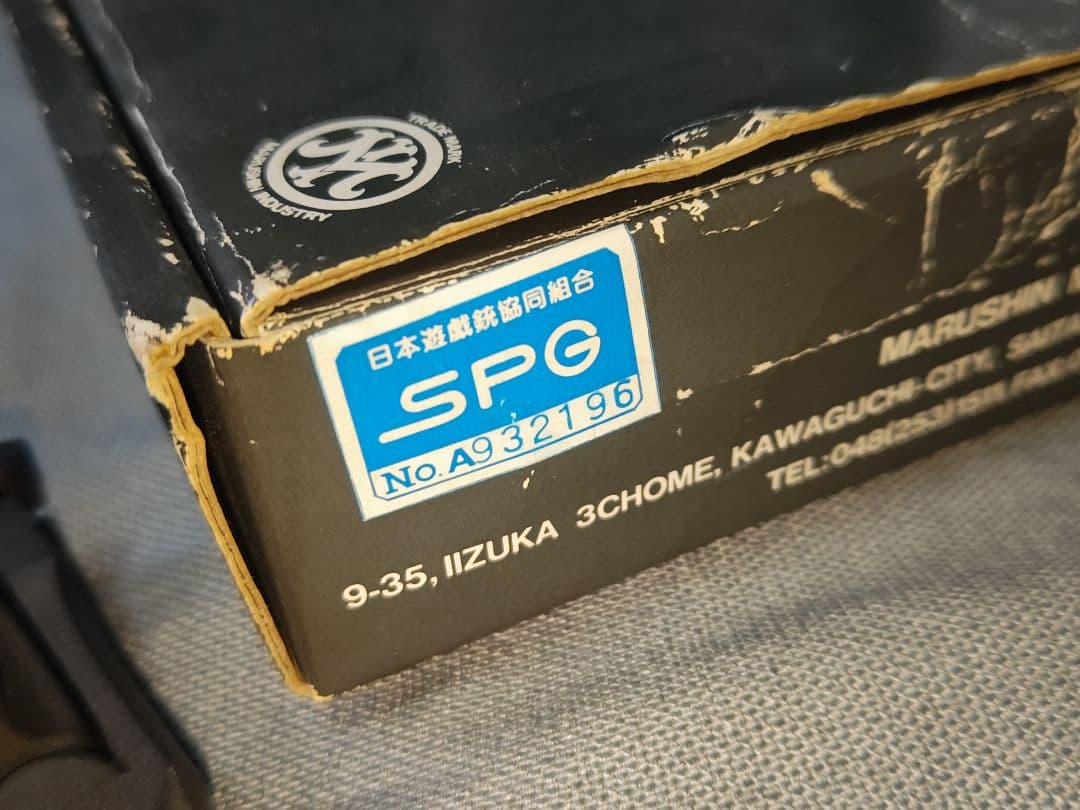 TRADE MARK
MARUSHIN INDUSTRY
日本遊戯銃協同組合
SPG
No. A932196
MARUSHIN
9-35, IIZUKA 3CHOME, KAWAGUCHI-CITY,
TEL:048(253)